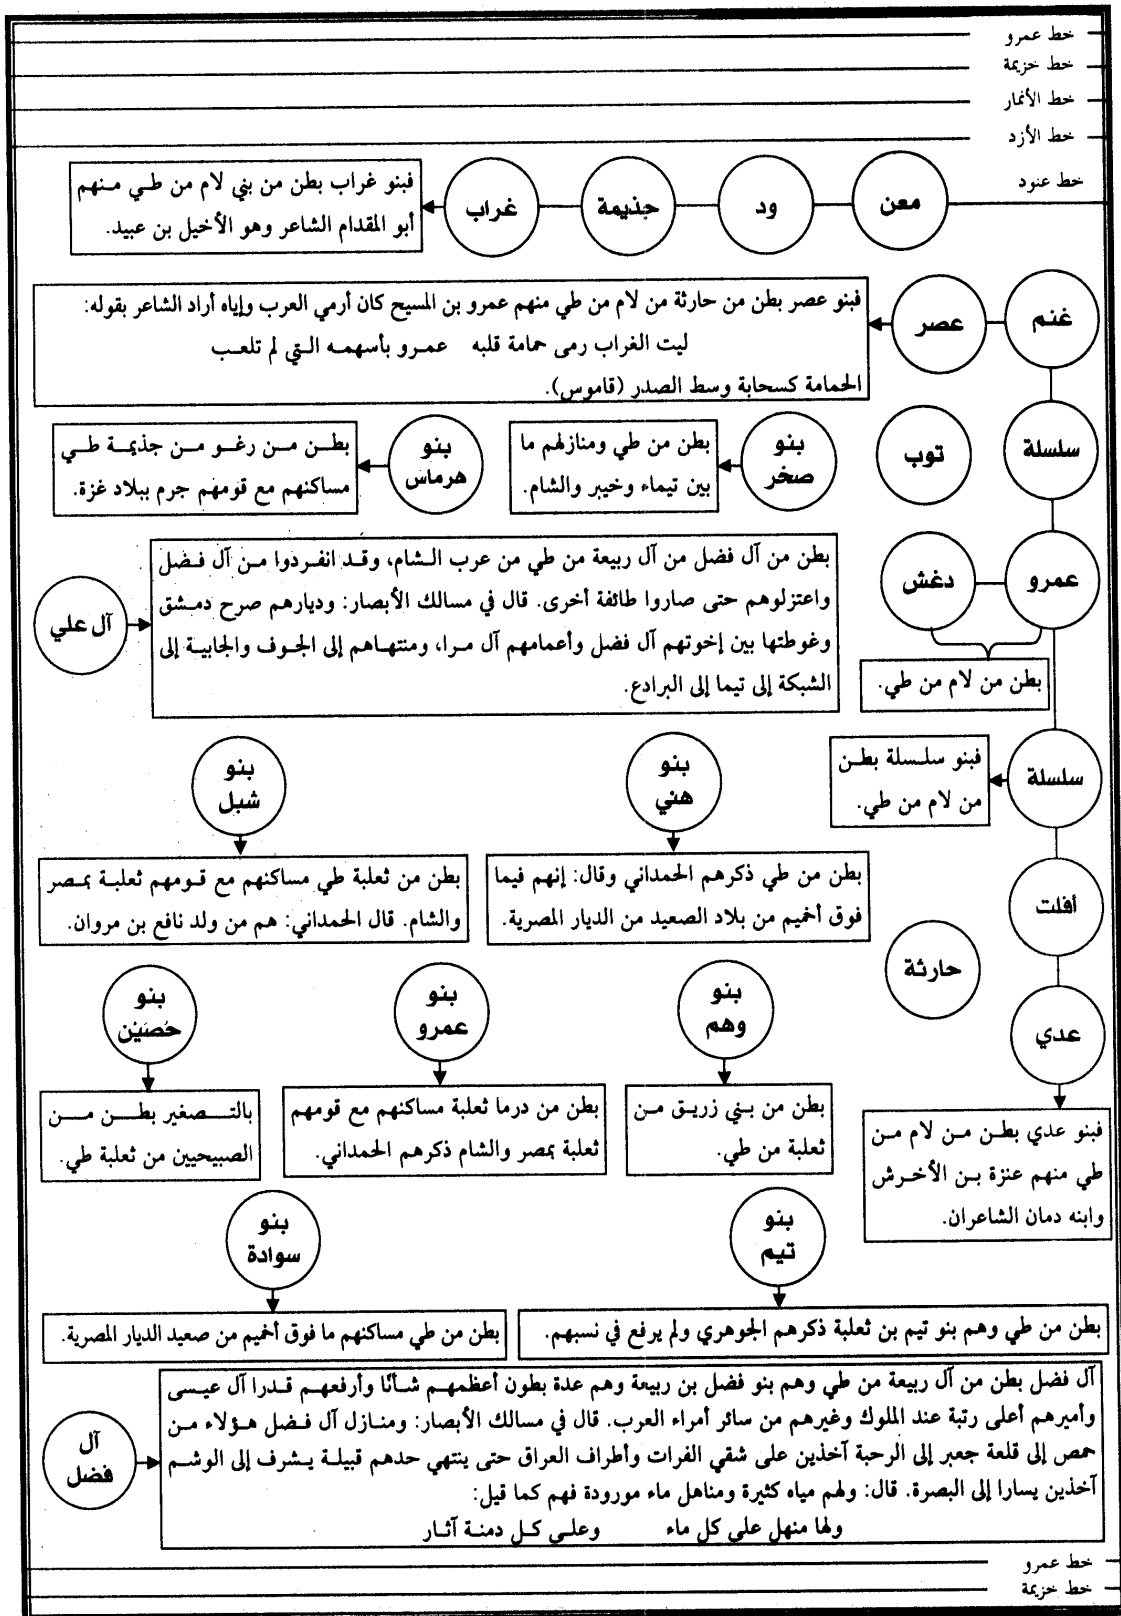 خط عمرو
خط خزيمة
خط الأنمار
خط الأزد
خط عنود
معن
ود
جذيمة
غراب
فبنو غراب بطن من بني لام من طي منهم
أبو المقدام الشاعر وهو الأخيل بن عبيد.
غنم
عصر
فبنو عصر بطن من حارثة من لام من طي منهم عمرو بن المسيح كان أرمي العرب وإياه أراد الشاعر بقوله:
ليت الغراب رمى حمامة قلبه عمرو بأسهمه التي لم تلعب
الحمامة كسحابة وسط الصدر (قاموس).
سلسلة
توب
بنو
صخر
بطن من طي ومنازلهم ما
بين تيماء وخيبر والشام.
بنو
هرماس
بطن من رغو من جذيمة طي
مساكنهم مع قومهم جرم ببلاد غزة.
عمرو
دغش
بطن من لام من طي.
آل علي
بطن من آل فضل من آل ربيعة من طي من عرب الشام، وقد انفردوا من آل فضل
واعتزلوهم حتى صاروا طائفة أخرى. قال في مسالك الأبصار: وديارهم صرح دمشق
وغوطتها بين إخوتهم آل فضل وأعمامهم آل مرا، ومنتهاهم إلى الجوف والجابية إلى
الشبكة إلى تيما إلى البرادع.
سلسلة
فبنو سلسلة بطن
من لام من طي.
بنو
هني
بطن من طي ذكرهم الحمداني وقال: إنهم فيما
فوق أخميم من بلاد الصعيد من الديار المصرية.
بنو
شبل
بطن من ثعلبة طي مساكنهم مع قومهم ثعلبة بمصر
والشام. قال الحمداني: هم من ولد نافع بن مروان.
أفلت
حارثة
عدي
فبنو عدي بطن من لام من
طي منهم عنزة بن الأخرش
وابنه دمان الشاعران.
بنو
وهم
بطن من بني زريق من
ثعلبة من طي.
بنو
عمرو
بطن من درما ثعلبة مساكنهم مع قومهم
ثعلبة بمصر والشام ذكرهم الحمداني.
بنو
حُصَيْن
بالتصغير بطن من
الصبيحيين من ثعلبة طي.
بنو
تيم
بطن من طي وهم بنو تيم بن ثعلبة ذكرهم الجوهري ولم يرفع في نسبهم.
بنو
سوادة
بطن من طي مساكنهم ما فوق أخميم من صعيد الديار المصرية.
آل
فضل
آل فضل بطن من آل ربيعة من طي وهم بنو فضل بن ربيعة وهم عدة بطون أعظمهم شأنًا وأرفعهم قدرا آل عيسى
وأميرهم أعلى رتبة عند الملوك وغيرهم من سائر أمراء العرب. قال في مسالك الأبصار: ومنازل آل فضل هؤلاء من
حمص إلى قلعة جعبر إلى الرحبة آخذين على شقي الفرات وأطراف العراق حتى ينتهي حدهم قبيلة يشرف إلى الوشم
آخذين يسارا إلى البصرة. قال: ولهم مياه كثيرة ومناهل ماء مورودة فهم كما قيل:
ولها منهل على كل ماء وعلى كل دمنة آثار
خط عمرو
خط خزيمة